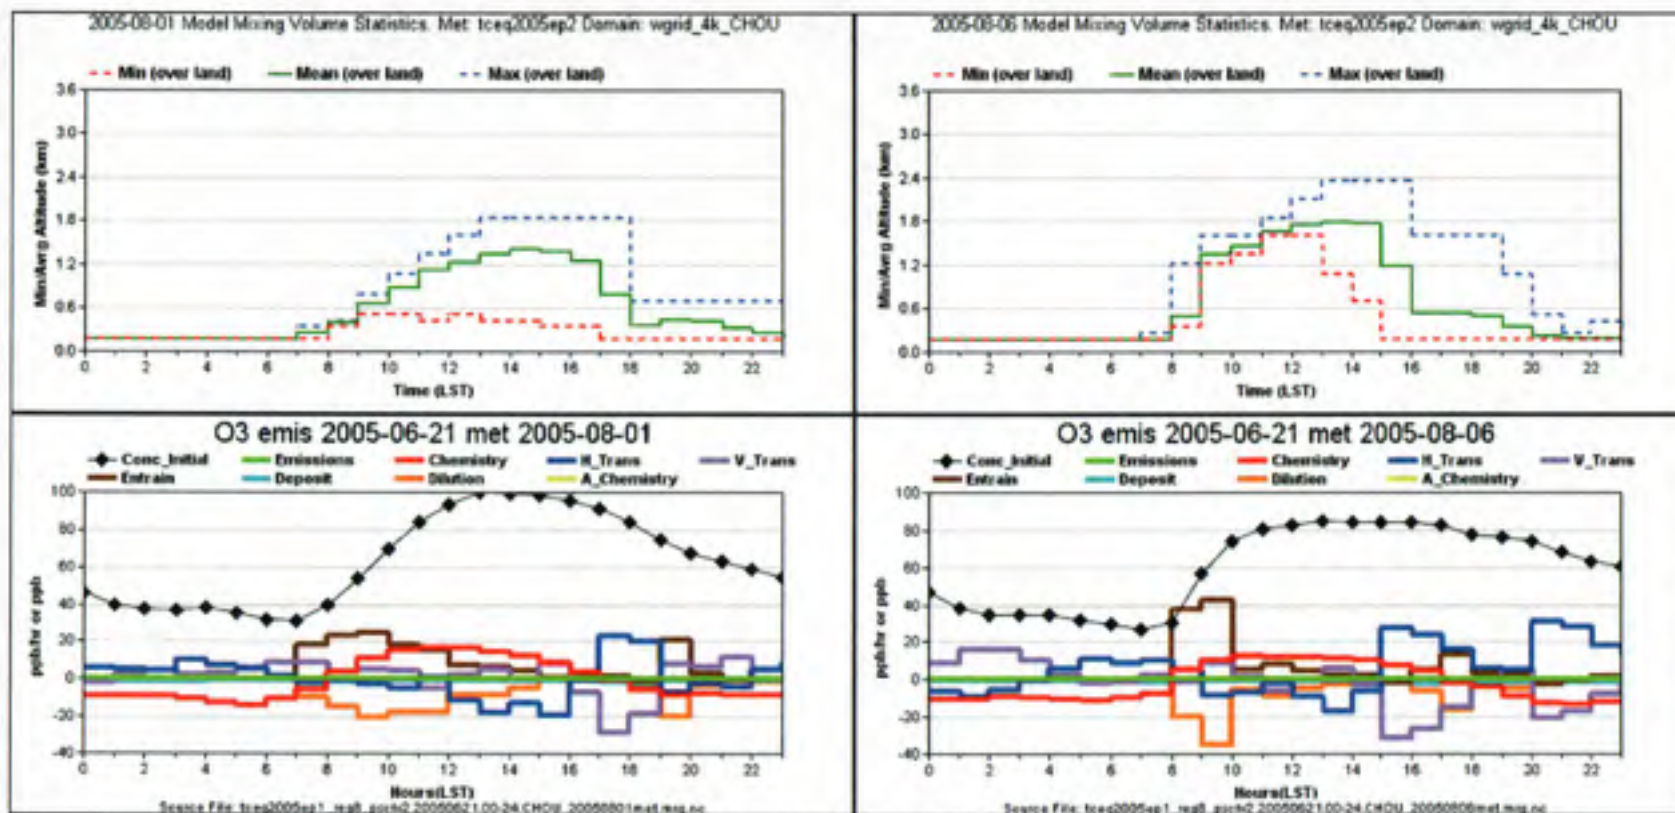 2005-08-01 Model Mixing Volume Statistics. Met: tceq2005ep2 Domain: wgrid_4k_CHOU
Min (over land) Mean (over land) Max (over land)
3.6
3.0
2.4
1.8
1.2
0.6
0.0
Min/Avrg Altitude (km)
0 2 4 6 8 10 12 14 16 18 20 22
Time (LST)
2005-08-06 Model Mixing Volume Statistics. Met: tceq2005ep2 Domain: wgrid_4k_CHOU
Min (over land) Mean (over land) Max (over land)
3.6
3.0
2.4
1.8
1.2
0.6
0.0
Min/Avrg Altitude (km)
0 2 4 6 8 10 12 14 16 18 20 22
Time (LST)
O3 emis 2005-06-21 met 2005-08-01
Conc_Initial Emissions Chemistry H_Trans V_Trans
Entrain Deposit Dilution A_Chemistry
100
80
60
40
20
0
-20
-40
ppb/hr or ppb
0 2 4 6 8 10 12 14 16 18 20 22
Hours(LST)
Source File:
O3 emis 2005-06-21 met 2005-08-06
Conc_Initial Emissions Chemistry H_Trans V_Trans
Entrain Deposit Dilution A_Chemistry
100
80
60
40
20
0
-20
-40
ppb/hr or ppb
0 2 4 6 8 10 12 14 16 18 20 22
Hours(LST)
Source File: